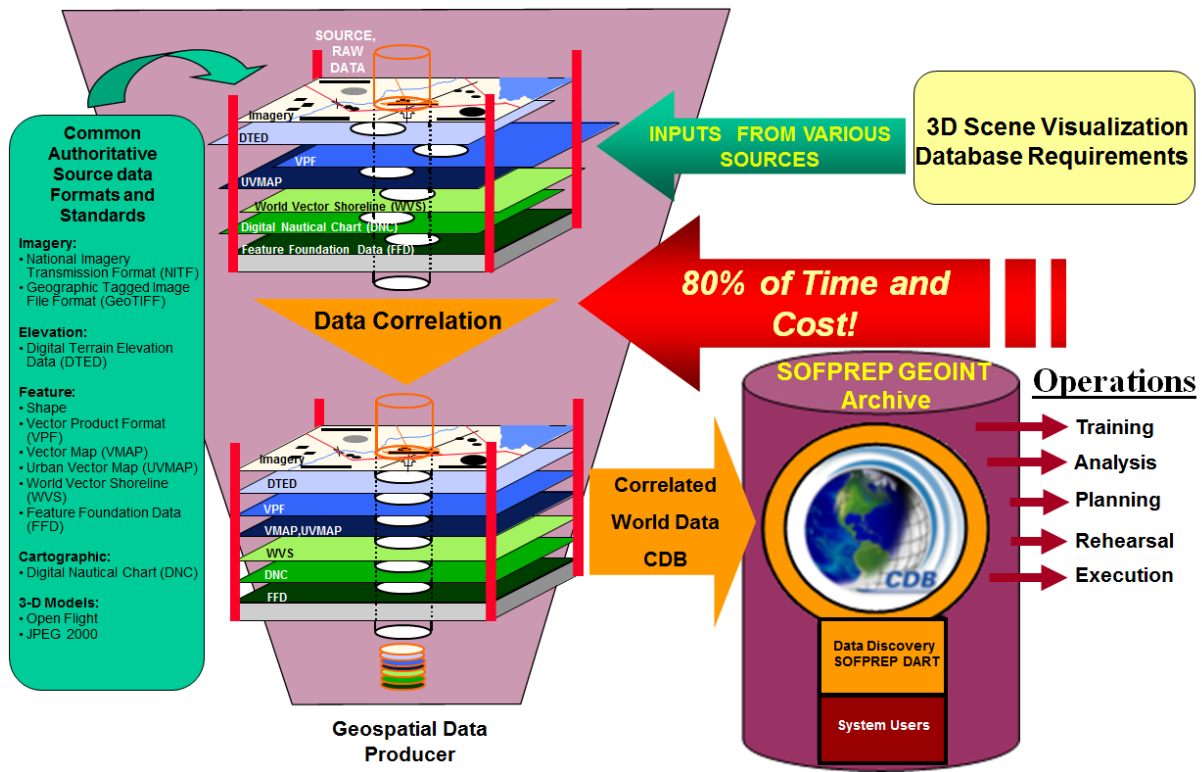 Common
Authoritative
Source data
Formats and
Standards
Imagery:
• National Imagery
Transmission Format (NITF)
• Geographic Tagged Image
File Format (GeoTIFF)
Elevation:
• Digital Terrain Elevation
Data (DTED)
Feature:
• Shape
• Vector Product Format
(VPF)
• Vector Map (VMAP)
• Urban Vector Map (UVMAP)
• World Vector Shoreline
(WVS)
• Feature Foundation Data
(FFD)
Cartographic:
• Digital Nautical Chart (DNC)
3-D Models:
• Open Flight
• JPEG 2000
SOURCE,
RAW
DATA
Imagery
DTED
VPF
UVMAP
World Vector Shoreline (WVS)
Digital Nautical Chart (DNC)
Feature Foundation Data (FFD)
Data Correlation
Imagery
DTED
VPF
VMAP,UVMAP
WVS
DNC
FFD
Geospatial Data
Producer
INPUTS FROM VARIOUS
SOURCES
3D Scene Visualization
Database Requirements
80% of Time and
Cost!
Correlated
World Data
CDB
SOFPREP GEOINT
Archive
CDB
Data Discovery
SOFPREP DART
System Users
Operations
Training
Analysis
Planning
Rehearsal
Execution